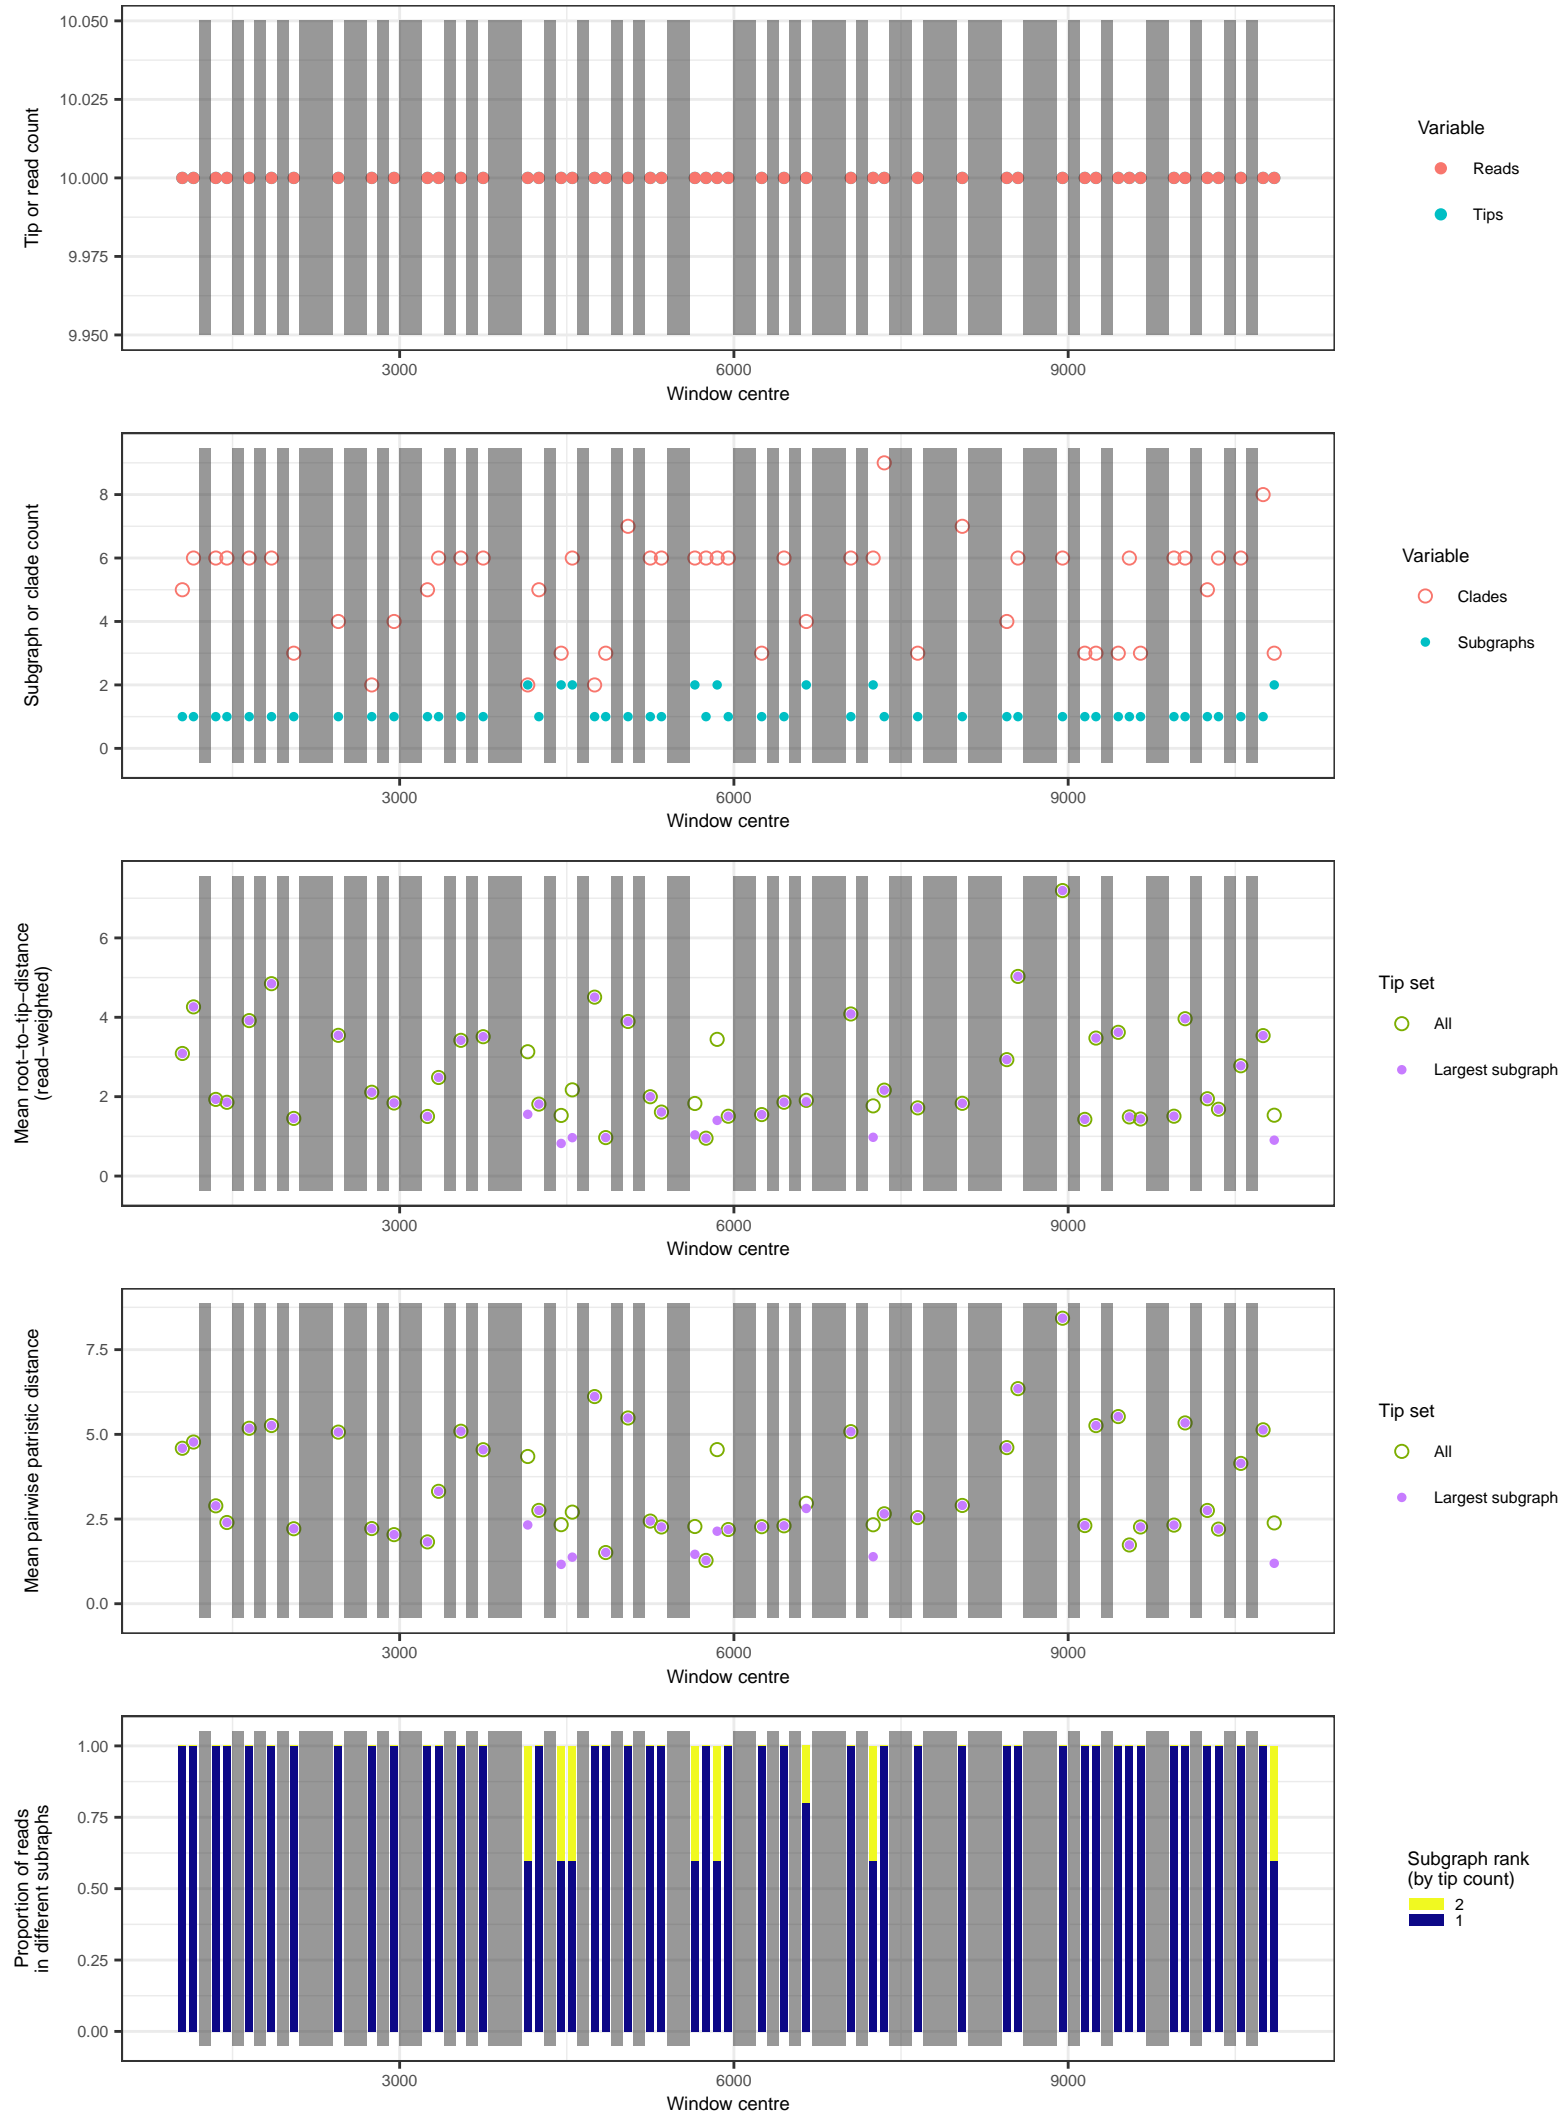 10.050
10.025
10.000
9.975
9.950
Tip or read count
3000
6000
9000
Window centre
Variable
Reads
Tips
8
6
4
2
0
Subgraph or clade count
3000
6000
9000
Window centre
Variable
Clades
Subgraphs
6
4
2
0
Mean root−to−tip−distance
(read−weighted)
3000
6000
9000
Window centre
Tip set
All
Largest subgraph
7.5
5.0
2.5
0.0
Mean pairwise patristic distance
3000
6000
9000
Window centre
Tip set
All
Largest subgraph
1.00
0.75
0.50
0.25
0.00
Proportion of reads
in different subraphs
3000
6000
9000
Window centre
Subgraph rank
(by tip count)
2
1